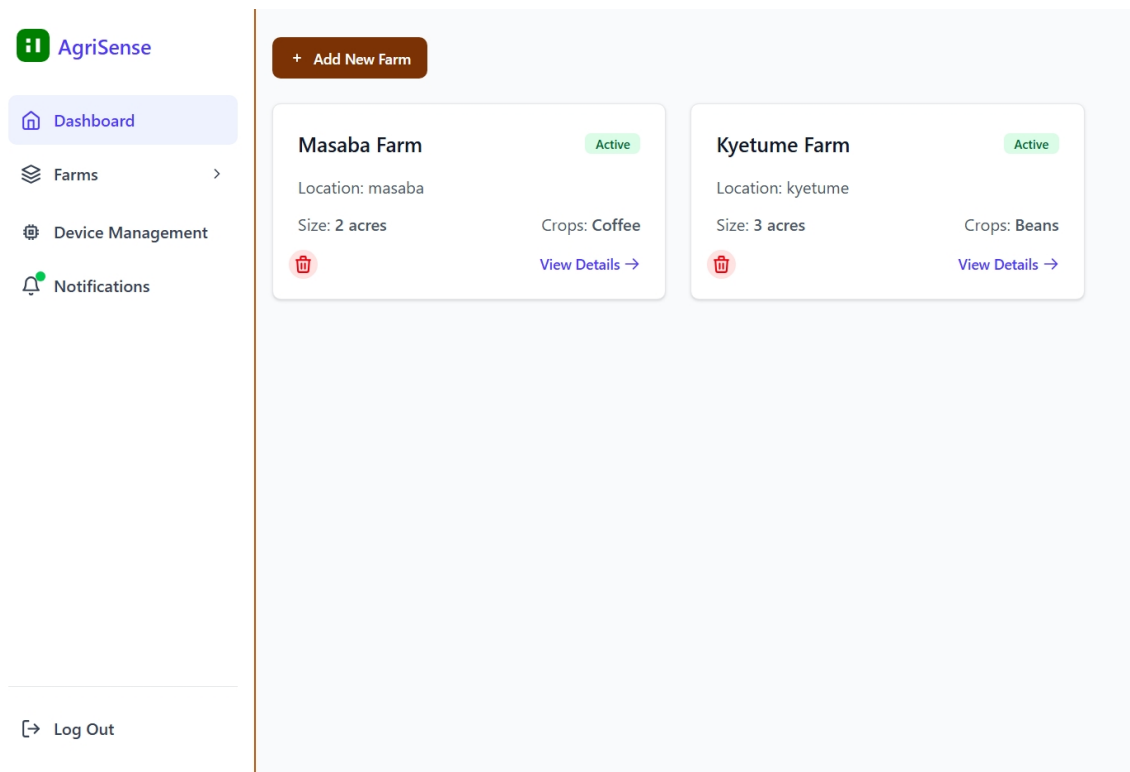 AgriSense
Dashboard
Farms
Device Management
Notifications
Log Out
+ Add New Farm
Masaba Farm
Active
Location: masaba
Size: 2 acres
Crops: Coffee
View Details →
Kyetume Farm
Active
Location: kyetume
Size: 3 acres
Crops: Beans
View Details →